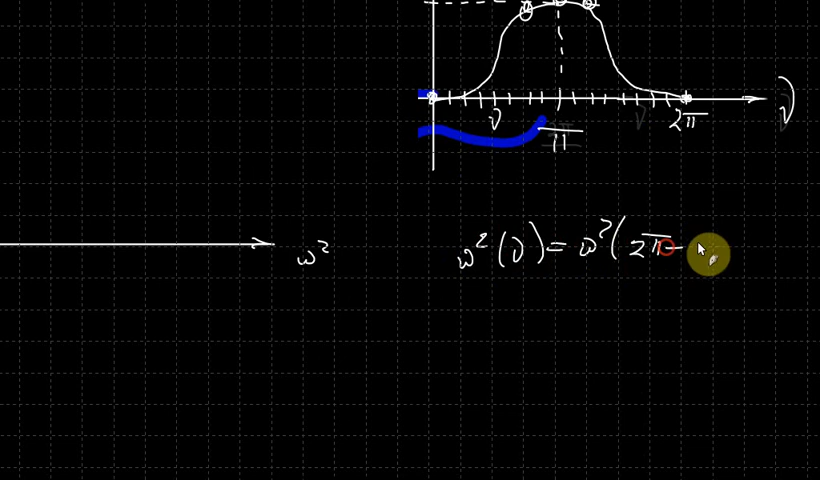 ν
ν
2π
π
ω²
ω²(ν) = ω²(2π-